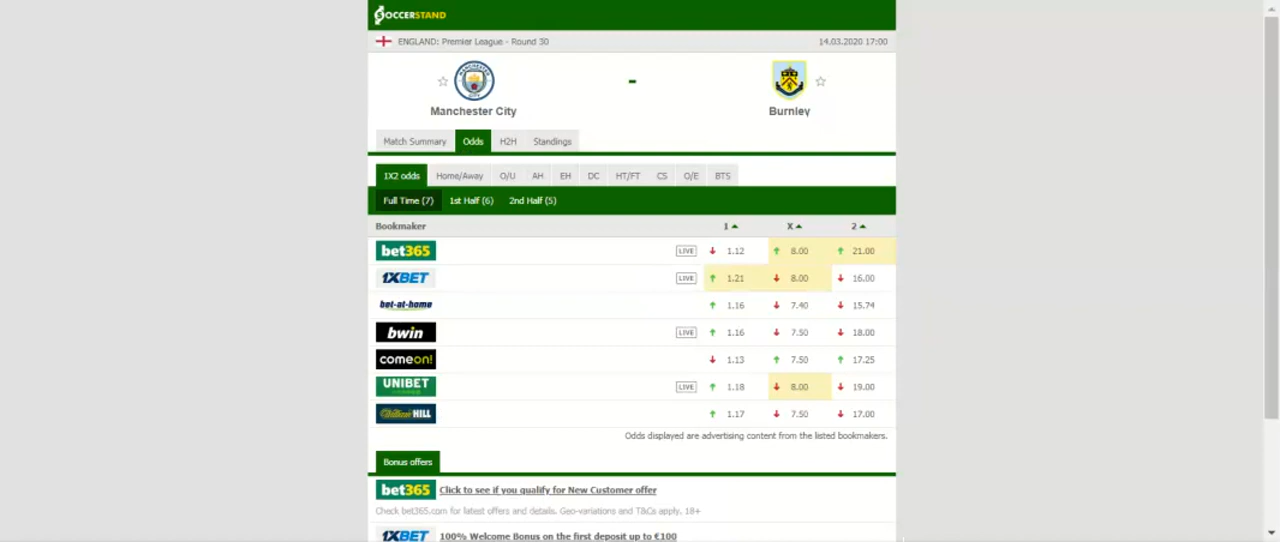 SOCCERSTAND
ENGLAND: Premier League - Round 30 14.03.2020 17:00
MANCHESTER CITY
-
Manchester City Burnley
Match Summary Odds H2H Standings
1X2 odds Home/Away O/U AH EH DC HT/FT CS O/E BTS
Full Time (7) 1st Half (6) 2nd Half (5)
Bookmaker 1 X 2
bet365 LIVE 1.12 8.00 21.00
1XBET LIVE 1.21 8.00 16.00
bet-at-home 1.16 7.40 15.74
bwin LIVE 1.16 7.50 18.00
comeon! 1.13 7.50 17.25
UNIBET LIVE 1.18 8.00 19.00
William HILL 1.17 7.50 17.00
Odds displayed are advertising content from the listed bookmakers.
Bonus offers
bet365 Click to see if you qualify for New Customer offer
Check bet365.com for latest offers and details. Geo-variations and T&Cs apply. 18+
1XBET 100% Welcome Bonus on the first deposit up to €100